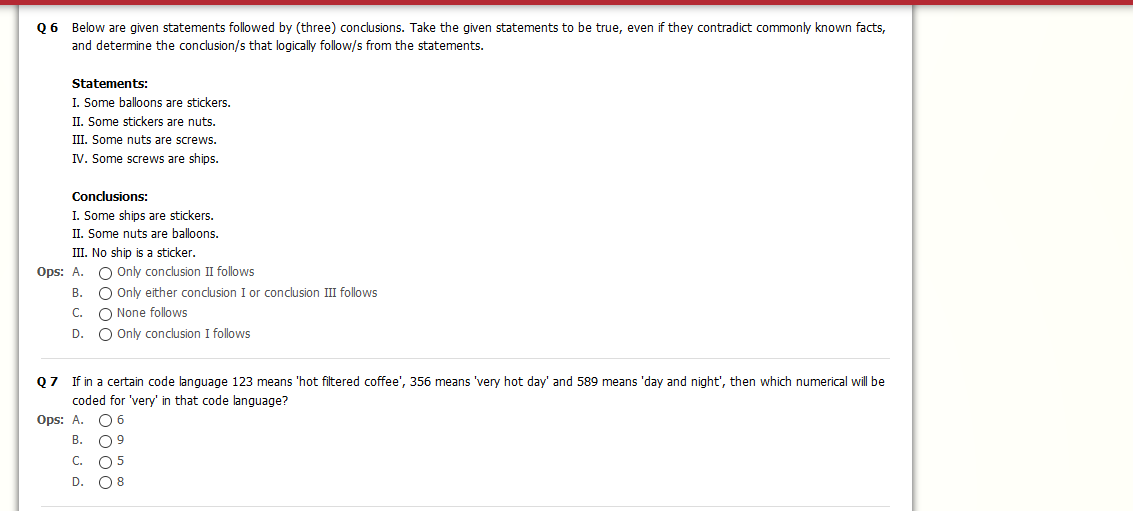 Q 6 Below are given statements followed by (three) conclusions. Take the given statements to be true, even if they contradict commonly known facts,
and determine the conclusion/s that logically follow/s from the statements.
Statements:
I. Some balloons are stickers.
II. Some stickers are nuts.
III. Some nuts are screws.
IV. Some screws are ships.
Conclusions:
I. Some ships are stickers.
II. Some nuts are balloons.
III. No ship is a sticker.
Ops: A. Only conclusion II follows
B. Only either conclusion I or conclusion III follows
C. None follows
D. Only conclusion I follows
Q 7 If in a certain code language 123 means 'hot filtered coffee', 356 means 'very hot day' and 589 means 'day and night', then which numerical will be
coded for 'very' in that code language?
Ops: A. 6
B. 9
C. 5
D. 8